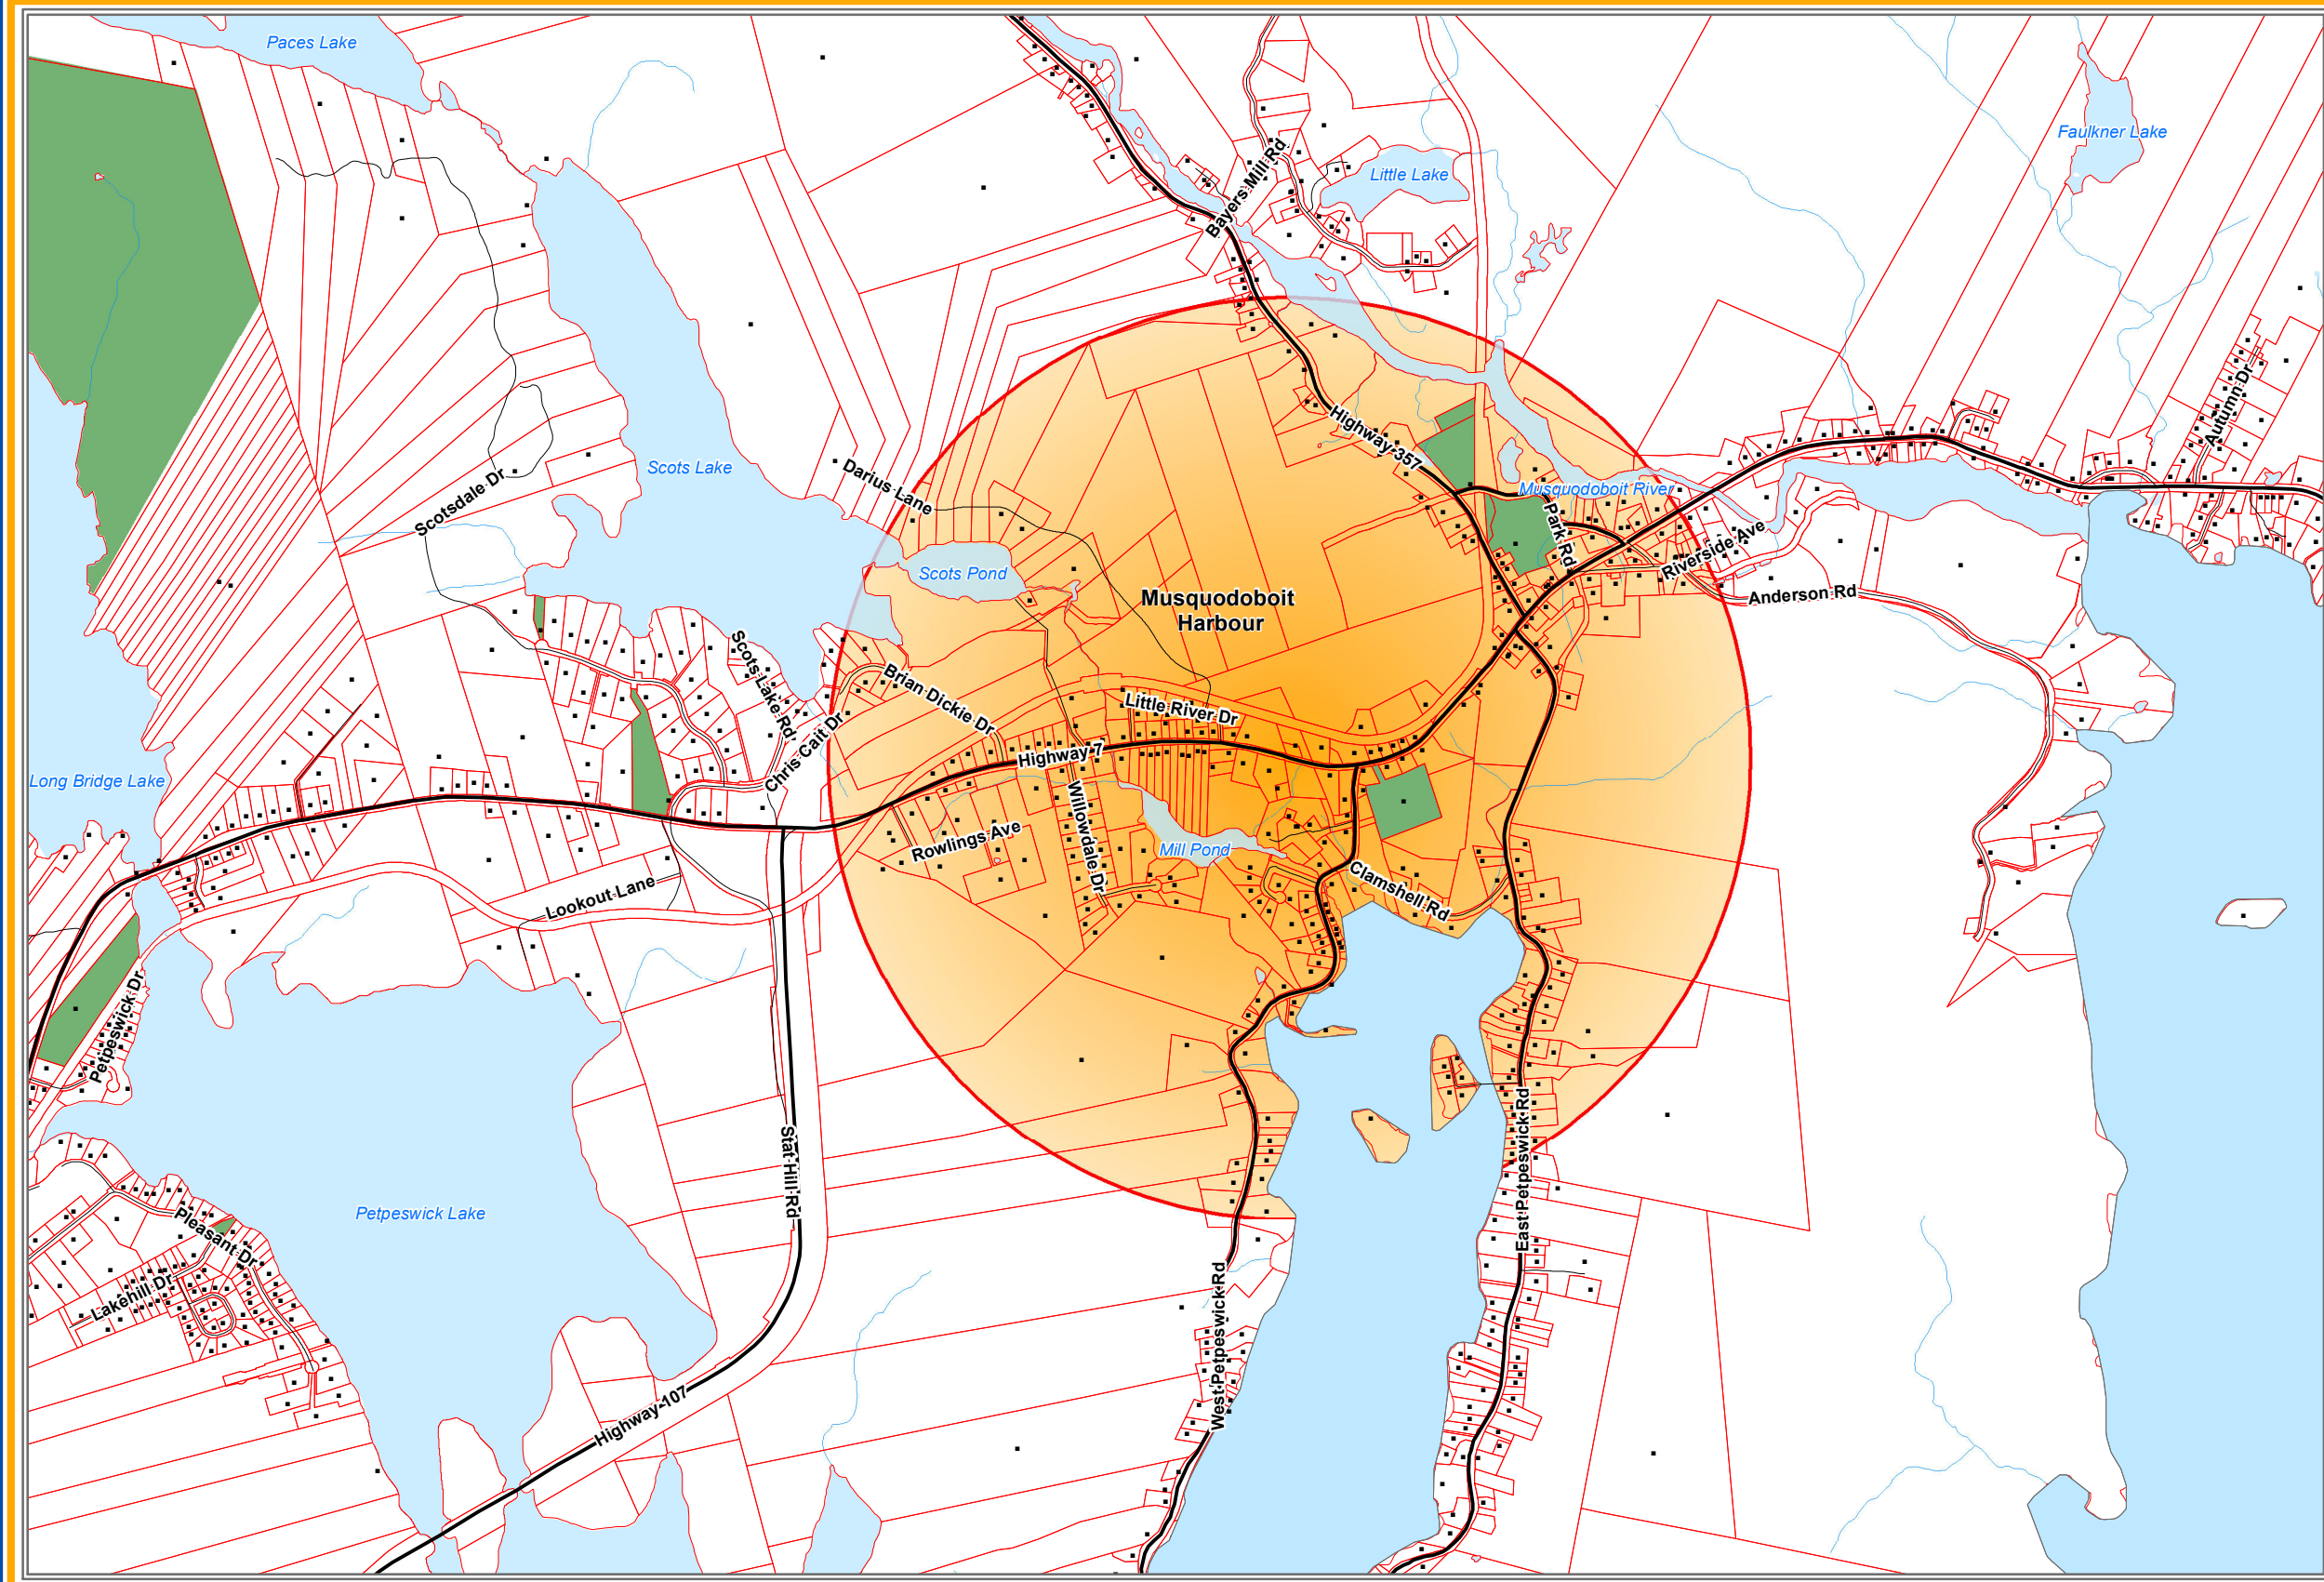 Paces Lake
Faulkner Lake
Little Lake
Bayers Mill Rd
Autumn Dr
Highway 357
Scots Lake
Darius Lane
Scotsdale Dr
Musquodoboit River
Park Rd
Riverside Ave
Scots Pond
Anderson Rd
Musquodoboit
Harbour
Scots Lake Rd
Brian Dickie Dr
Little River Dr
Chris Cait Dr
Highway 7
Long Bridge Lake
Willowdale Dr
Rowlings Ave
Mill Pond
Clamshell Rd
Lookout Lane
Petpeswick Dr
Stat Hill Rd
East Petpeswick Rd
Petpeswick Lake
Pleasant Dr
Lakehill Dr
West Petpeswick Rd
Highway 107